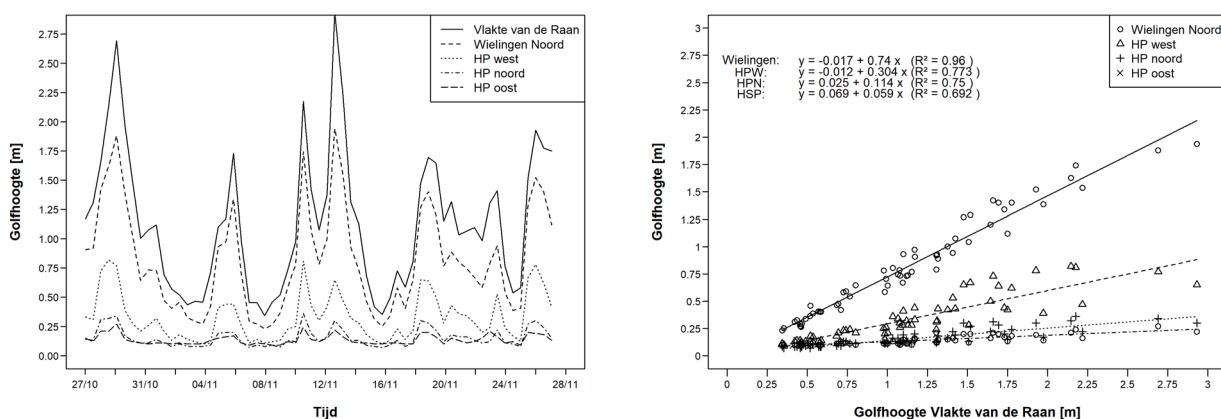 Vlakte van de Raan
Wielingen Noord
HP west
HP noord
HP oost
2.75
2.50
2.25
2.00
1.75
1.50
1.25
1.00
0.75
0.50
0.25
0.00
Golfhoogte [m]
27/10 31/10 04/11 08/11 12/11 16/11 20/11 24/11 28/11
Tijd
Wielingen Noord
HP west
HP noord
HP oost
Wielingen: y = -0.017 + 0.74 x (R² = 0.96)
HPW: y = -0.012 + 0.304 x (R² = 0.773)
HPN: y = 0.025 + 0.114 x (R² = 0.75)
HSP: y = 0.069 + 0.059 x (R² = 0.692)
3
2.75
2.5
2.25
2
1.75
1.5
1.25
1
0.75
0.5
0.25
0
Golfhoogte [m]
0 0.25 0.5 0.75 1 1.25 1.5 1.75 2 2.25 2.5 2.75 3
Golfhoogte Vlakte van de Raan [m]